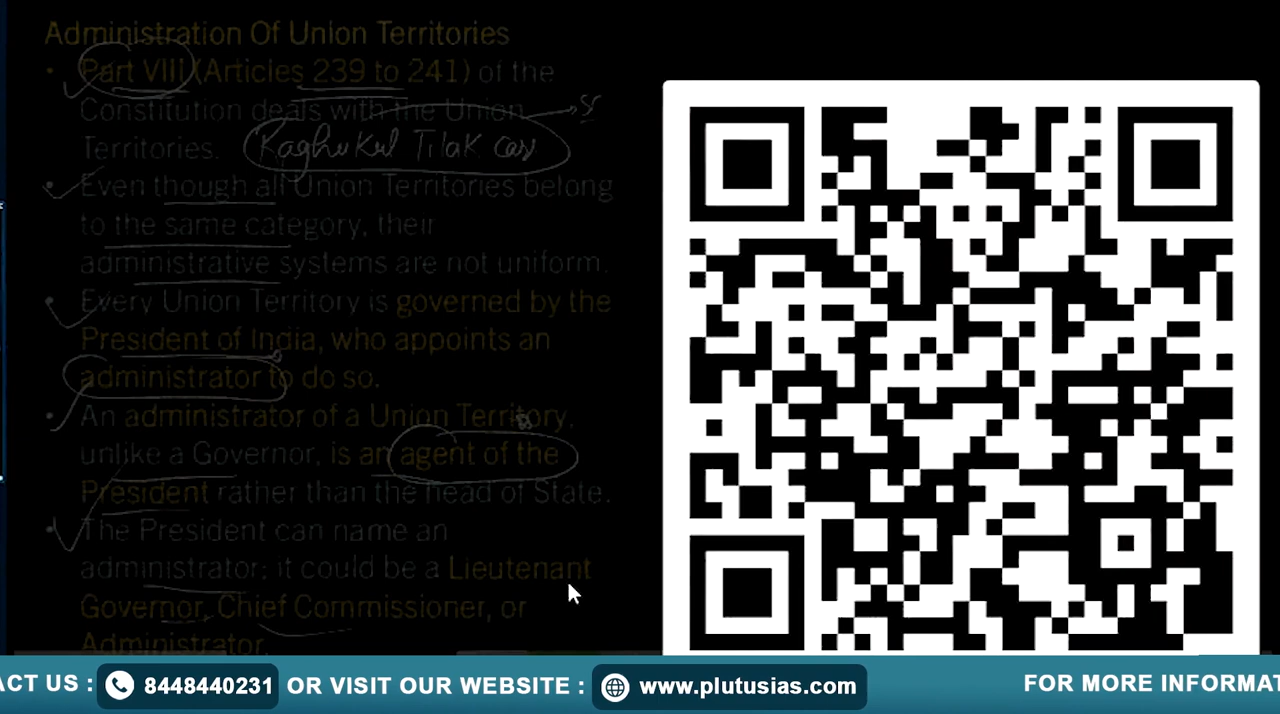 Administration Of Union Territories
• Part VIII (Articles 239 to 241) of the
Constitution deals with the Union
Territories.
Raghukul Tilak
• Even though all Union Territories belong
to the same category, their
administrative systems are not uniform.
• Every Union Territory is governed by the
President of India, who appoints an
administrator to do so.
• An administrator of a Union Territory,
unlike a Governor, is an agent of the
President rather than the head of State.
• The President can name an
administrator; it could be a Lieutenant
Governor, Chief Commissioner, or
Administrator.
ACT US : 8448440231 OR VISIT OUR WEBSITE : www.plutusias.com FOR MORE INFORMAT